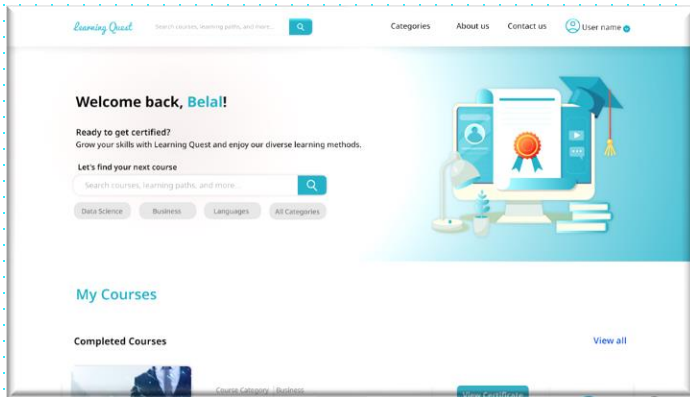 Learning Quest
Search courses, learning paths, and more...
Categories
About us
Contact us
User name
Welcome back, Belal!
Ready to get certified?
Grow your skills with Learning Quest and enjoy our diverse learning methods.
Let's find your next course
Search courses, learning paths, and more...
Data Science
Business
Languages
All Categories
My Courses
Completed Courses
View all
Course Category | Business
View Certificate